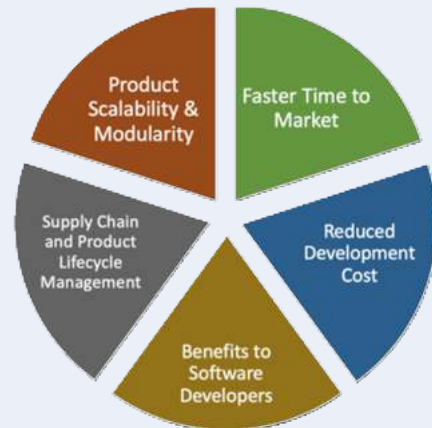 Product
Scalability &
Modularity
Faster Time to
Market
Reduced
Development
Cost
Benefits to
Software
Developers
Supply Chain
and Product
Lifecycle
Management